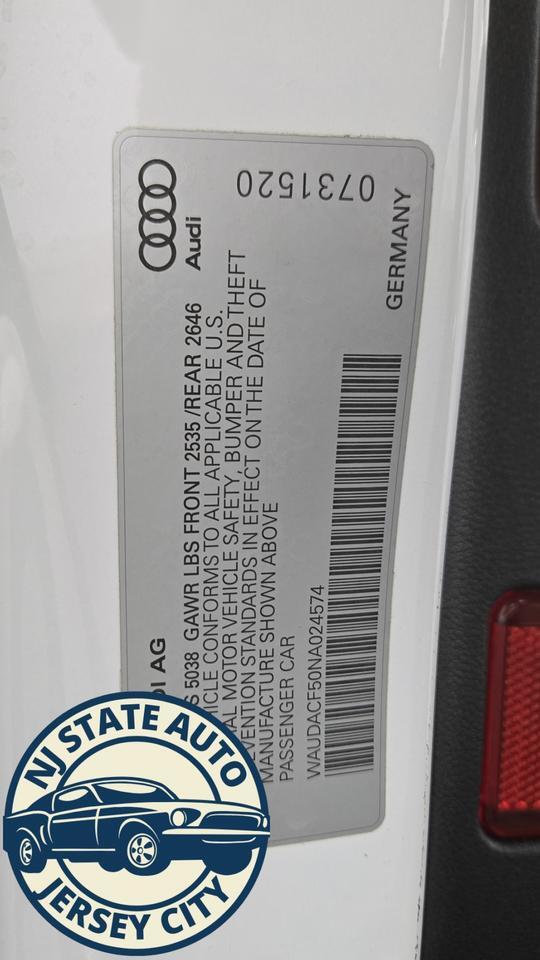 DI AG
S 5038 GAWR LBS FRONT 2535 /REAR 2646
ICLE CONFORMS TO ALL APPLICABLE U.S.
AL MOTOR VEHICLE SAFETY, BUMPER AND THEFT
VENTION STANDARDS IN EFFECT ON THE DATE OF
MANUFACTURE SHOWN ABOVE
PASSENGER CAR
WAUDACF50NA024574
GERMANY
Audi
0731520
NJ STATE AUTO
JERSEY CITY